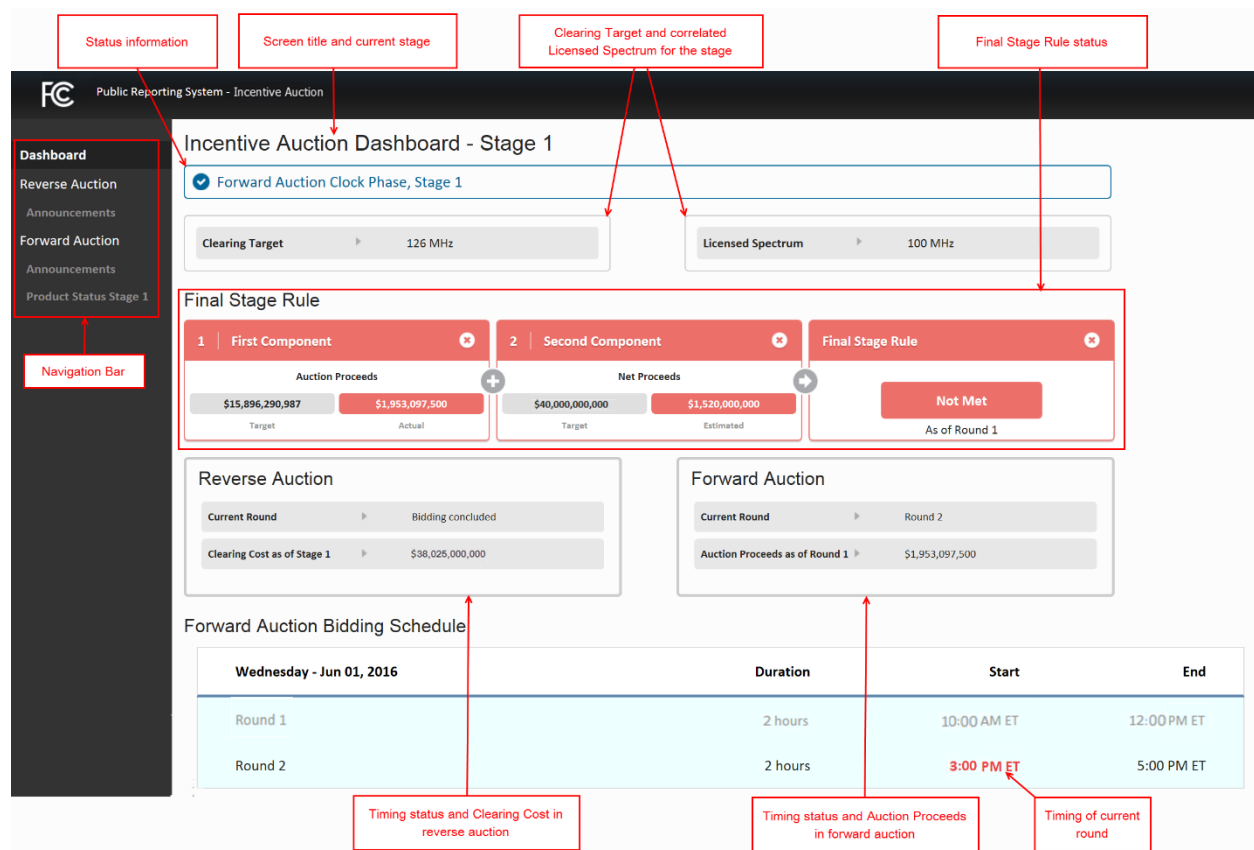 Status information
Screen title and current stage
Clearing Target and correlated
Licensed Spectrum for the stage
Final Stage Rule status
FCC Public Reporting System - Incentive Auction
Dashboard
Reverse Auction
Announcements
Forward Auction
Announcements
Product Status Stage 1
Navigation Bar
Incentive Auction Dashboard - Stage 1
Forward Auction Clock Phase, Stage 1
Clearing Target 126 MHz
Licensed Spectrum 100 MHz
Final Stage Rule
1 First Component
Auction Proceeds
$15,896,290,987 $1,953,097,500
Target Actual
2 Second Component
Net Proceeds
$40,000,000,000 $1,520,000,000
Target Estimated
Final Stage Rule
Not Met
As of Round 1
Reverse Auction
Current Round Bidding concluded
Clearing Cost as of Stage 1 $38,025,000,000
Forward Auction
Current Round Round 2
Auction Proceeds as of Round 1 $1,953,097,500
Forward Auction Bidding Schedule
Wednesday - Jun 01, 2016 Duration Start End
Round 1 2 hours 10:00 AM ET 12:00 PM ET
Round 2 2 hours 3:00 PM ET 5:00 PM ET
Timing status and Clearing Cost in
reverse auction
Timing status and Auction Proceeds
in forward auction
Timing of current
round